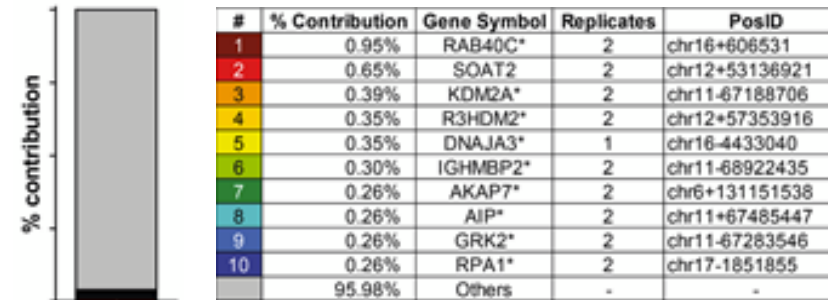 % contribution
# % Contribution Gene Symbol Replicates PosID
1 0.95% RAB40C* 2 chr16+606531
2 0.65% SOAT2 2 chr12+53136921
3 0.39% KDM2A* 2 chr11-67188706
4 0.35% R3HDM2* 2 chr12+57353916
5 0.35% DNAJA3* 1 chr16-4433040
6 0.30% IGHMBP2* 2 chr11-68922435
7 0.26% AKAP7* 2 chr6+131151538
8 0.26% AIP* 2 chr11+67485447
9 0.26% GRK2* 2 chr11-67283546
10 0.26% RPA1* 2 chr17-1851855
95.98% Others - -